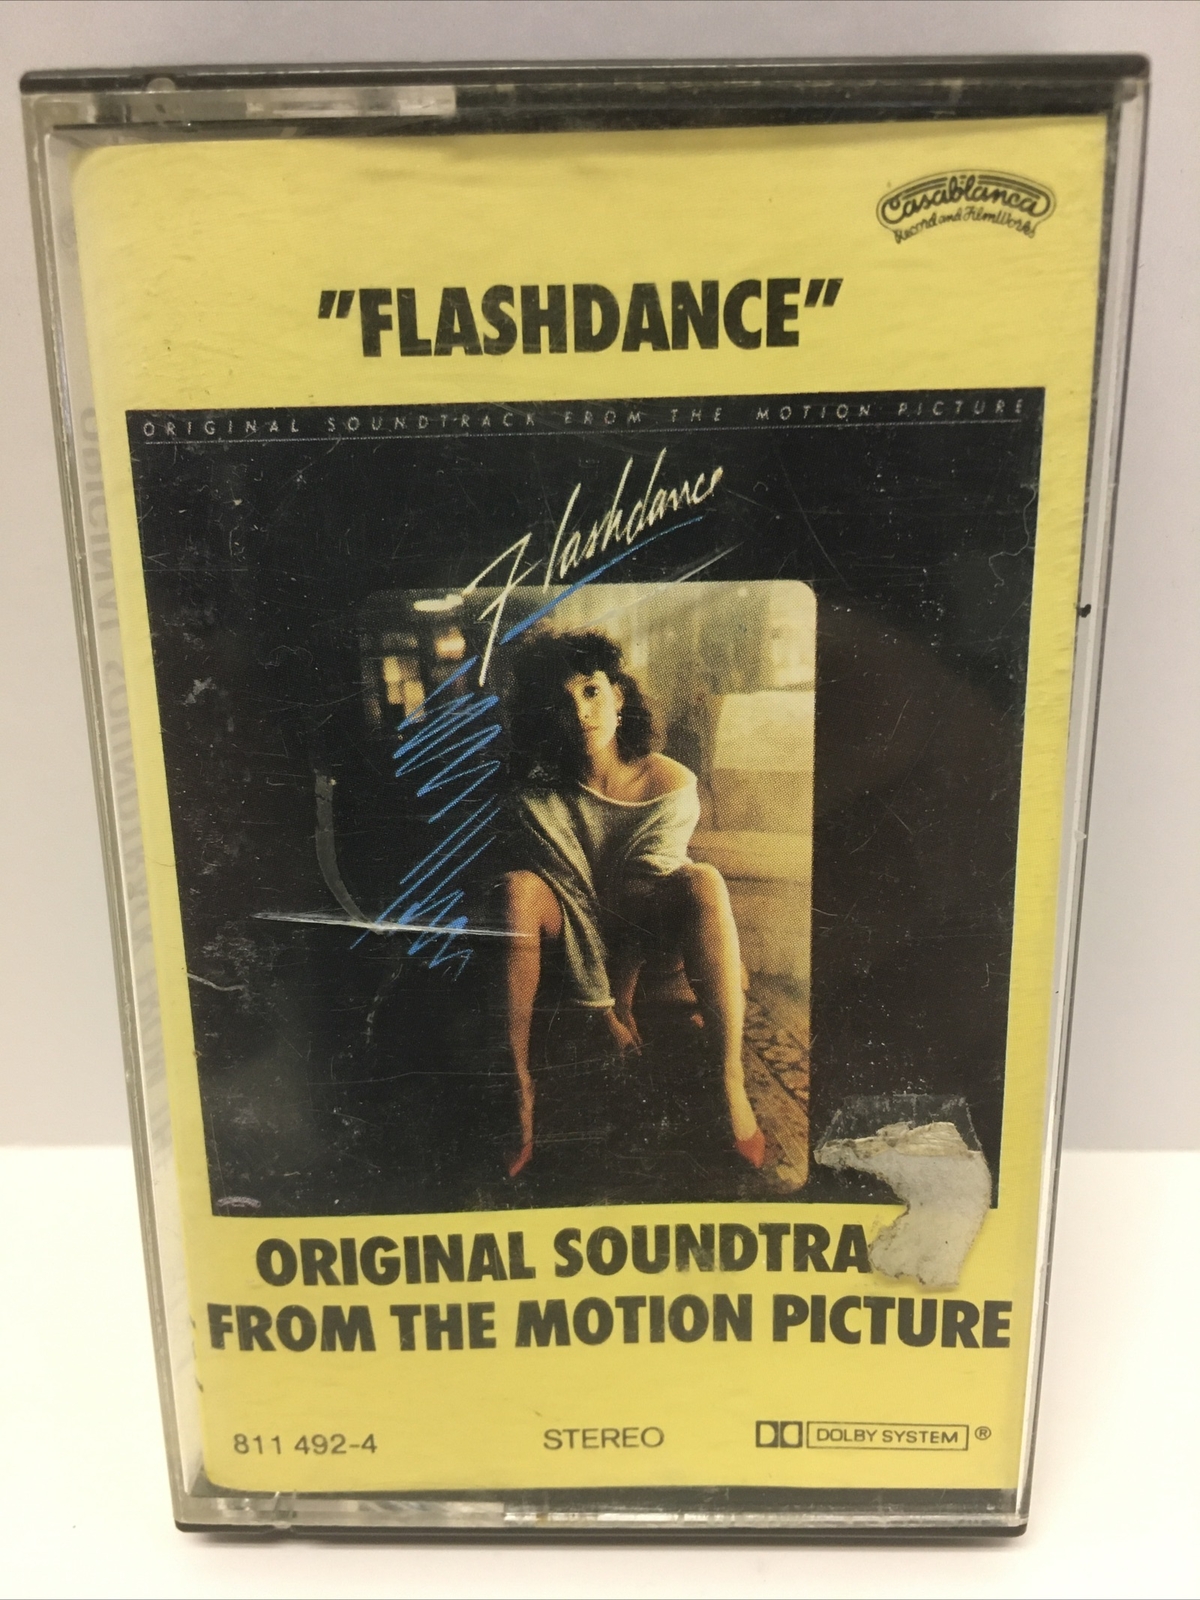 Casablanca
Record and FilmWorks
"FLASHDANCE"
ORIGINAL SOUNDTRACK FROM THE MOTION PICTURE
Flashdance
ORIGINAL SOUNDTRA
FROM THE MOTION PICTURE
811 492-4 STEREO DOLBY SYSTEM ®